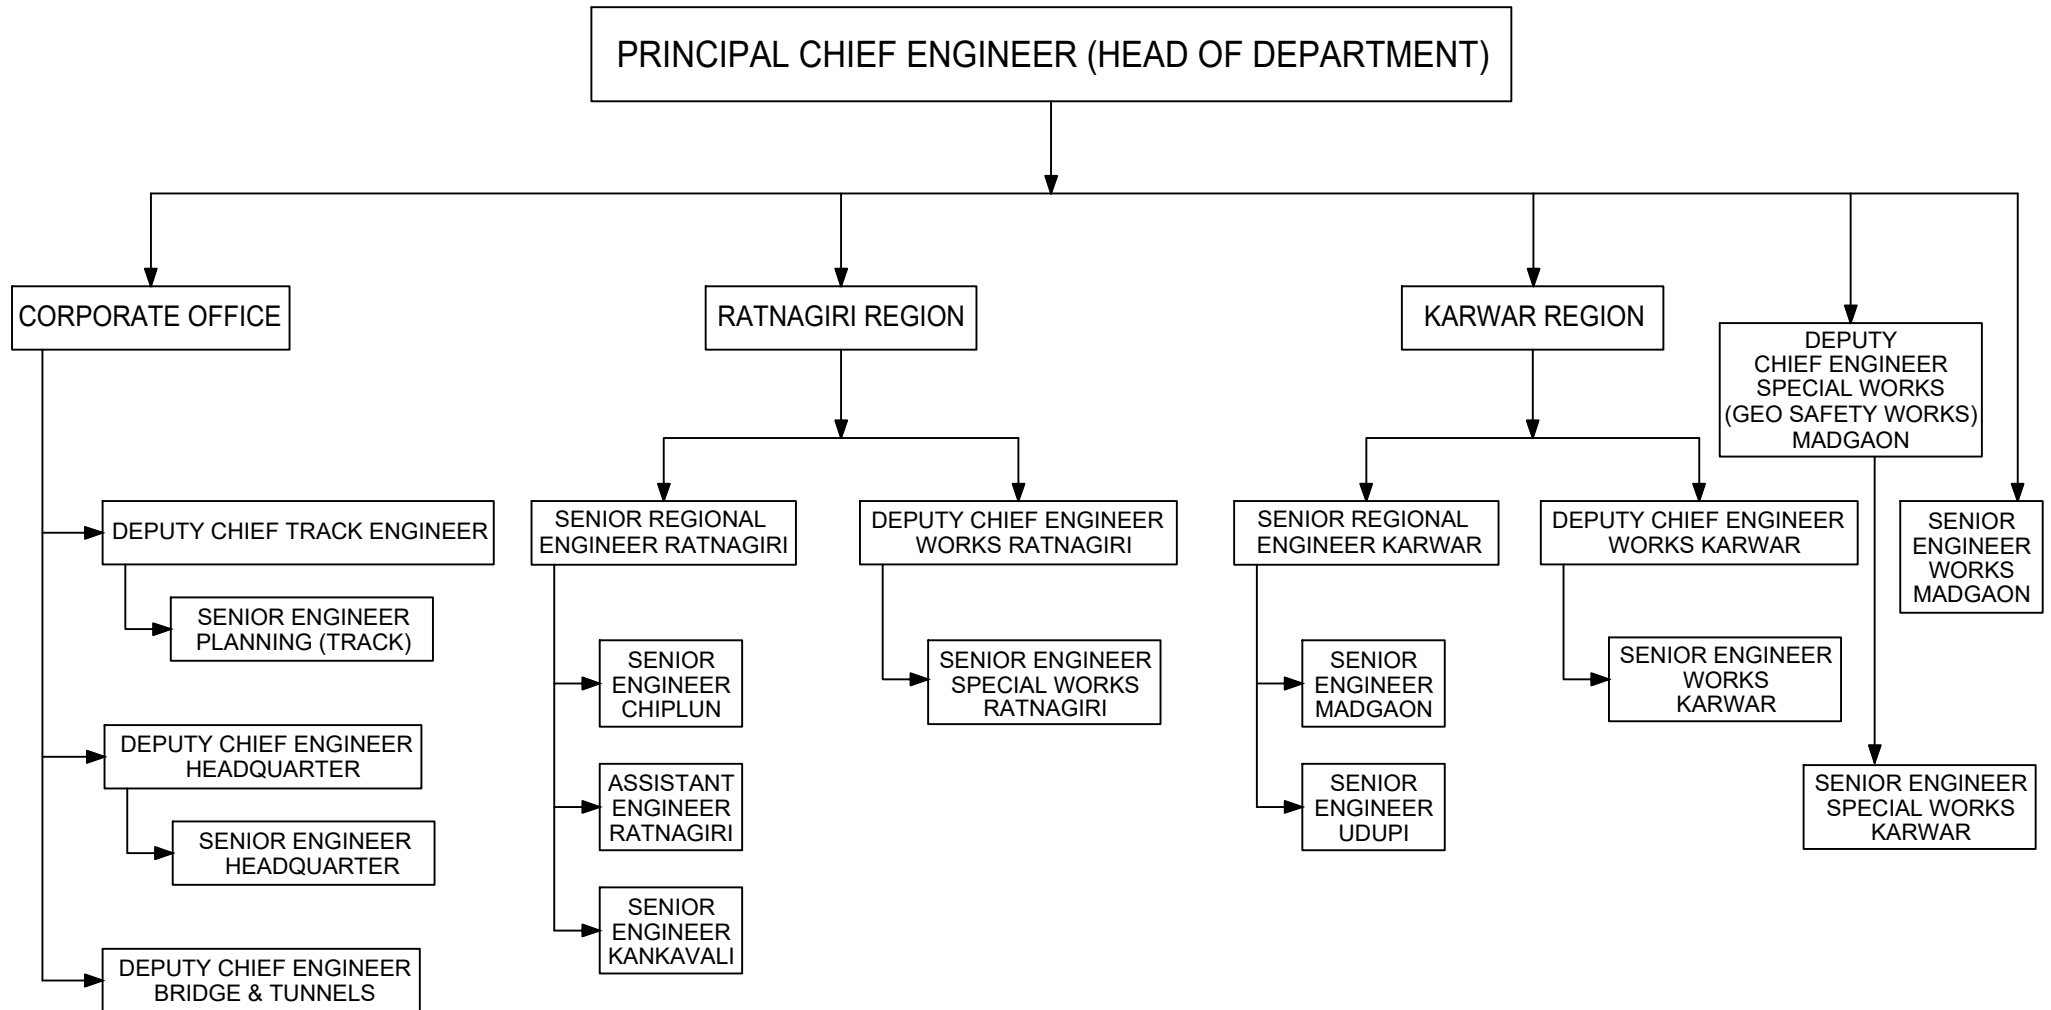 PRINCIPAL CHIEF ENGINEER (HEAD OF DEPARTMENT)
CORPORATE OFFICE
RATNAGIRI REGION
KARWAR REGION
DEPUTY
CHIEF ENGINEER
SPECIAL WORKS
(GEO SAFETY WORKS)
MADGAON
DEPUTY CHIEF TRACK ENGINEER
SENIOR ENGINEER
PLANNING (TRACK)
DEPUTY CHIEF ENGINEER
HEADQUARTER
SENIOR ENGINEER
HEADQUARTER
DEPUTY CHIEF ENGINEER
BRIDGE & TUNNELS
SENIOR REGIONAL
ENGINEER RATNAGIRI
SENIOR
ENGINEER
CHIPLUN
ASSISTANT
ENGINEER
RATNAGIRI
SENIOR
ENGINEER
KANKAVALI
DEPUTY CHIEF ENGINEER
WORKS RATNAGIRI
SENIOR ENGINEER
SPECIAL WORKS
RATNAGIRI
SENIOR REGIONAL
ENGINEER KARWAR
SENIOR
ENGINEER
MADGAON
SENIOR
ENGINEER
UDUPI
DEPUTY CHIEF ENGINEER
WORKS KARWAR
SENIOR ENGINEER
WORKS
KARWAR
SENIOR ENGINEER
SPECIAL WORKS
KARWAR
SENIOR
ENGINEER
WORKS
MADGAON